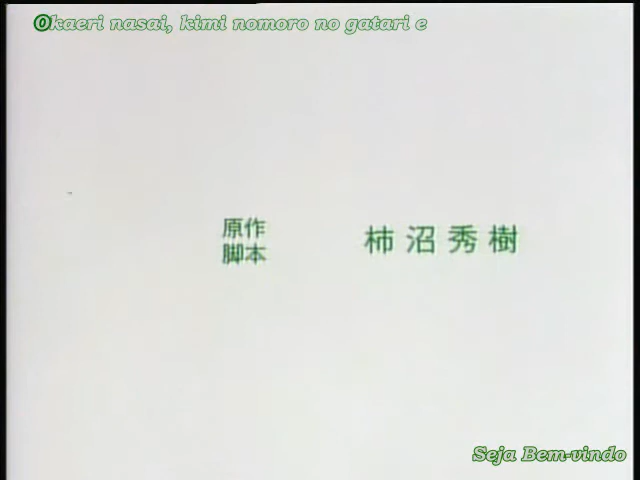 Okaeri nasai, kimi nomoro no gatari e
原作
脚本
柿沼秀樹
Seja Bem-vindo